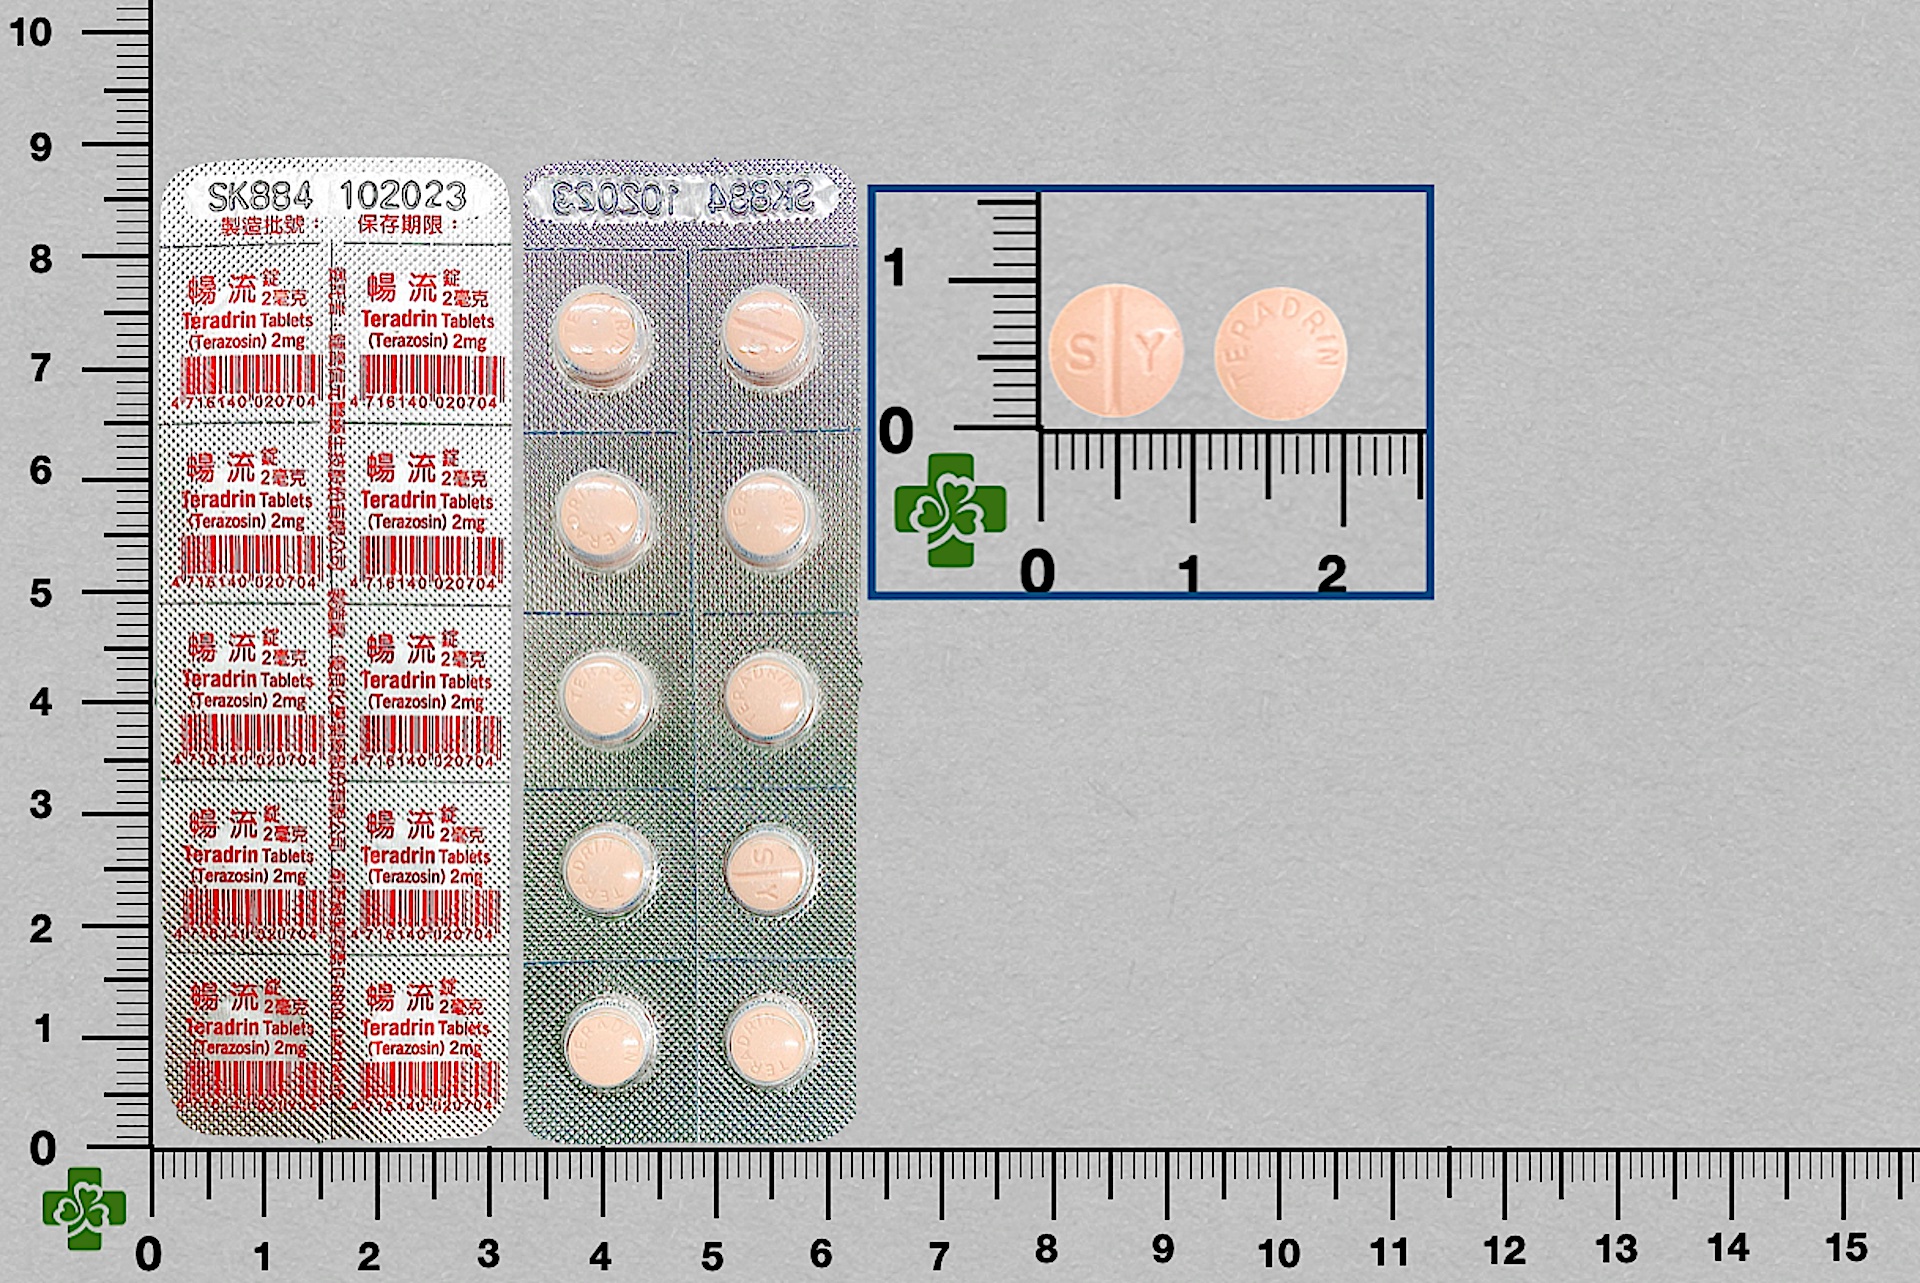 10
9
8
7
6
5
4
3
2
1
0
SK884 102023
製造批號： 保存期限：
暢流錠 2毫克
Teradrin Tablets
(Terazosin) 2mg
4 716140 020704
暢流錠 2毫克
Teradrin Tablets
(Terazosin) 2mg
4 716140 020704
暢流錠 2毫克
Teradrin Tablets
(Terazosin) 2mg
4 716140 020704
暢流錠 2毫克
Teradrin Tablets
(Terazosin) 2mg
4 716140 020704
暢流錠 2毫克
Teradrin Tablets
(Terazosin) 2mg
4 716140 020704
暢流錠 2毫克
Teradrin Tablets
(Terazosin) 2mg
4 716140 020704
暢流錠 2毫克
Teradrin Tablets
(Terazosin) 2mg
4 716140 020704
暢流錠 2毫克
Teradrin Tablets
(Terazosin) 2mg
4 716140 020704
暢流錠 2毫克
Teradrin Tablets
(Terazosin) 2mg
4 716140 020704
暢流錠 2毫克
Teradrin Tablets
(Terazosin) 2mg
4 716140 020704
SK884 102023
TERADRIN
SY
TERADRIN
TERADRIN
TERADRIN
TERADRIN
TERADRIN
SY
TERADRIN
TERADRIN
1
0
S Y
TERADRIN
0 1 2
0 1 2 3 4 5 6 7 8 9 10 11 12 13 14 15